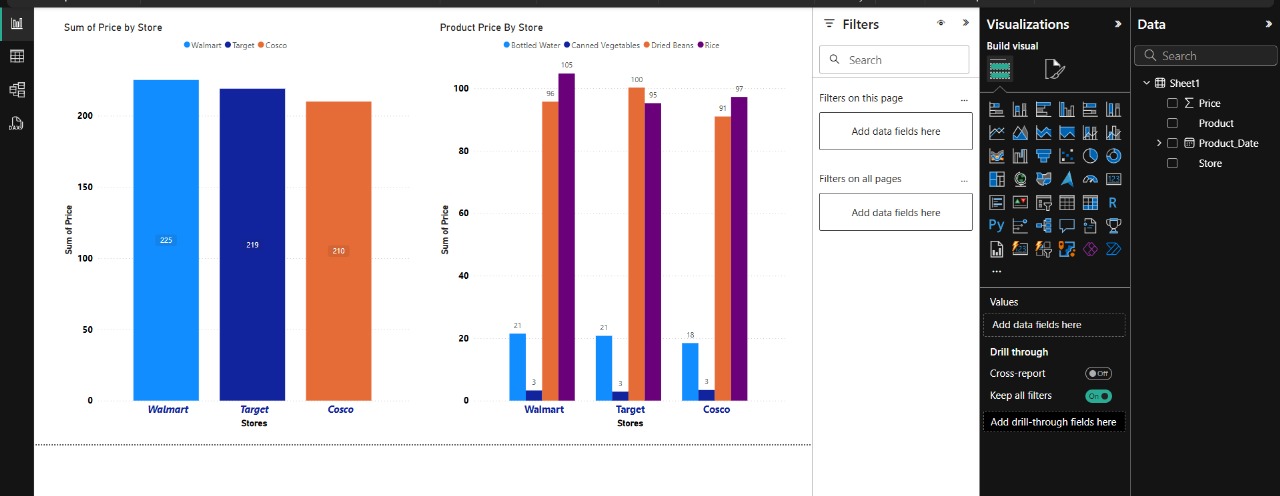 Sum of Price by Store
Walmart Target Cosco
200
150
100
50
0
Sum of Price
225
219
210
Walmart Target Cosco
Stores
Product Price By Store
Bottled Water Canned Vegetables Dried Beans Rice
100
80
60
40
20
0
Sum of Price
21 3 96 105
21 3 100 95
18 3 91 97
Walmart Target Cosco
Stores
Filters
Search
Filters on this page ...
Add data fields here
Filters on all pages ...
Add data fields here
Visualizations
Build visual
123
R
Py
...
Values
Add data fields here
Drill through
Cross-report Off
Keep all filters On
Add drill-through fields here
Data
Search
Sheet1
Σ Price
Product
Product_Date
Store